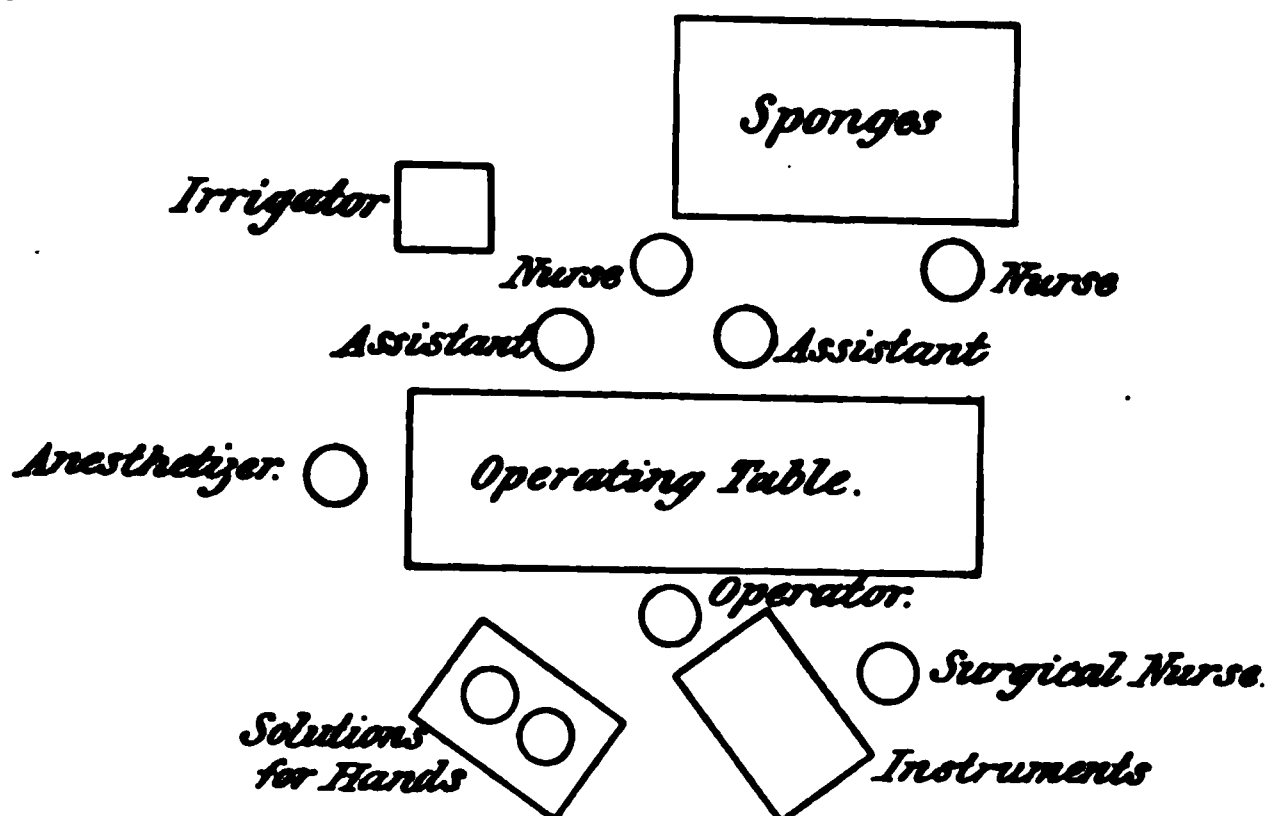 Sponges
Irrigator
Nurse
Nurse
Assistant
Assistant
Anesthetizer.
Operating Table.
Operator.
Surgical Nurse.
Solutions
for Hands
Instruments